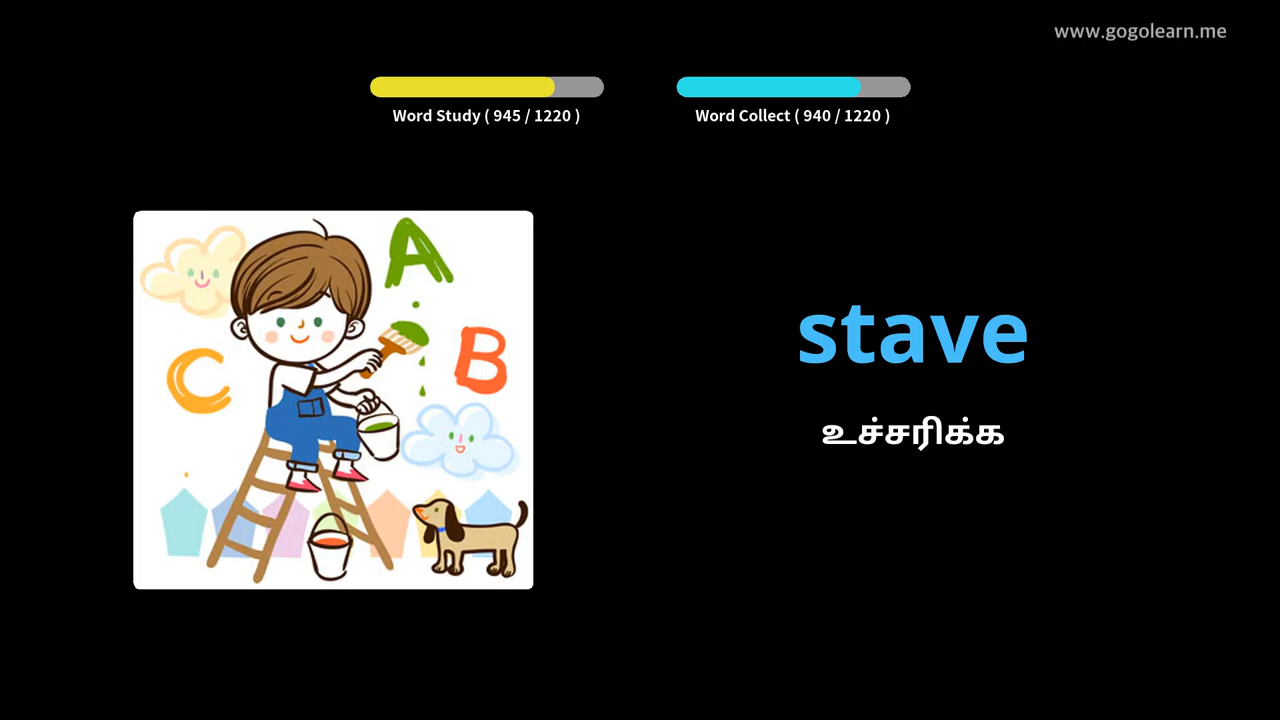 www.gogolearn.me
Word Study ( 945 / 1220 )
Word Collect ( 940 / 1220 )
A
B
C
stave
உச்சரிக்க